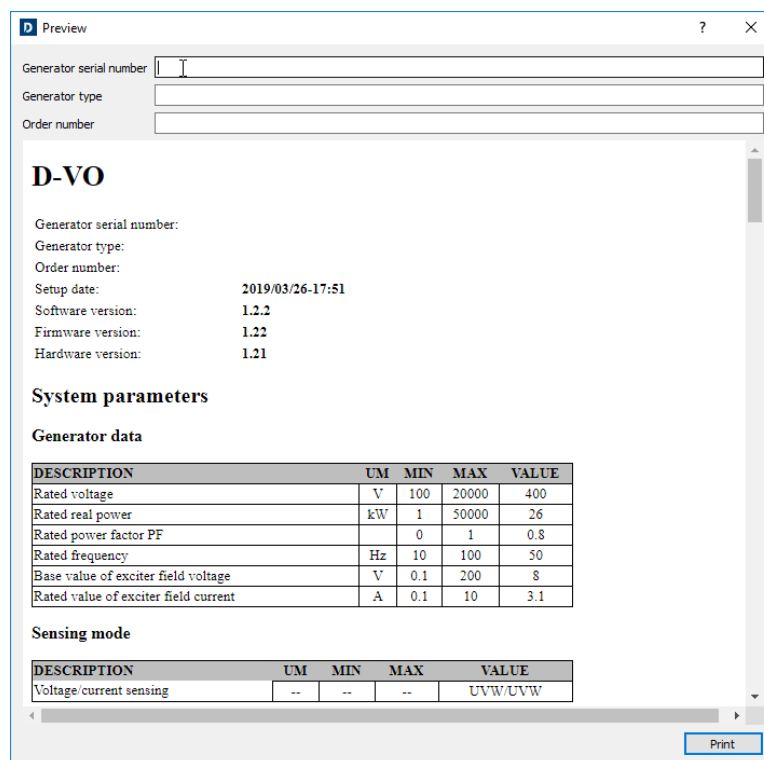 D Preview ? ×
Generator serial number
Generator type
Order number
D-VO
Generator serial number:
Generator type:
Order number:
Setup date: 2019/03/26-17:51
Software version: 1.2.2
Firmware version: 1.22
Hardware version: 1.21
System parameters
Generator data
DESCRIPTION UM MIN MAX VALUE
Rated voltage V 100 20000 400
Rated real power kW 1 50000 26
Rated power factor PF 0 1 0.8
Rated frequency Hz 10 100 50
Base value of exciter field voltage V 0.1 200 8
Rated value of exciter field current A 0.1 10 3.1
Sensing mode
DESCRIPTION UM MIN MAX VALUE
Voltage/current sensing -- -- -- UVW/UVW
Print